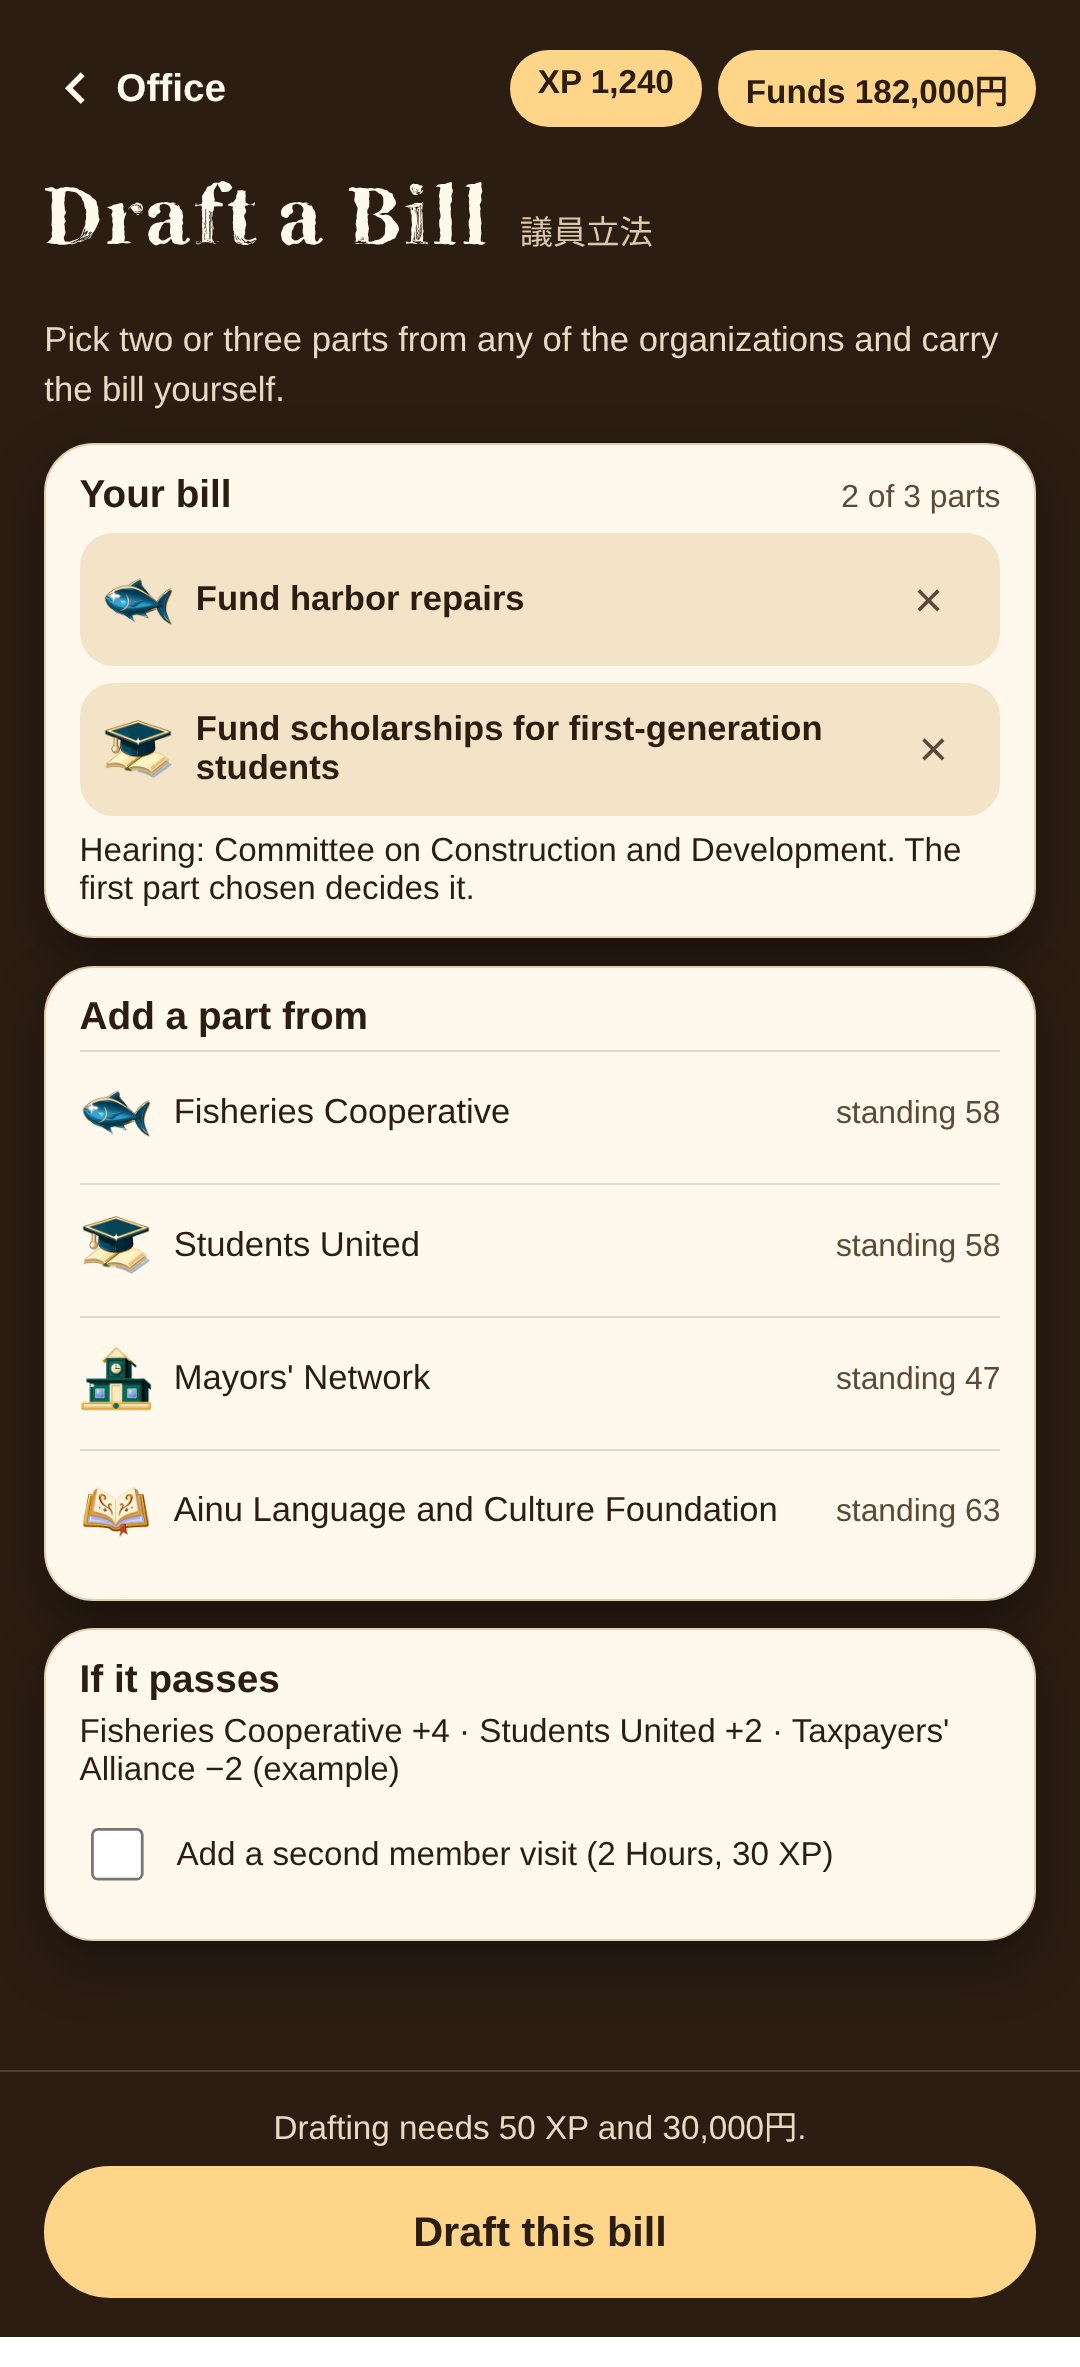 Office
XP 1,240
Funds 182,000円
Draft a Bill 議員立法
Pick two or three parts from any of the organizations and carry
the bill yourself.
Your bill
2 of 3 parts
Fund harbor repairs
×
Fund scholarships for first-generation
students
×
Hearing: Committee on Construction and Development. The
first part chosen decides it.
Add a part from
Fisheries Cooperative
standing 58
Students United
standing 58
Mayors' Network
standing 47
Ainu Language and Culture Foundation
standing 63
If it passes
Fisheries Cooperative +4 · Students United +2 · Taxpayers'
Alliance −2 (example)
Add a second member visit (2 Hours, 30 XP)
Drafting needs 50 XP and 30,000円.
Draft this bill